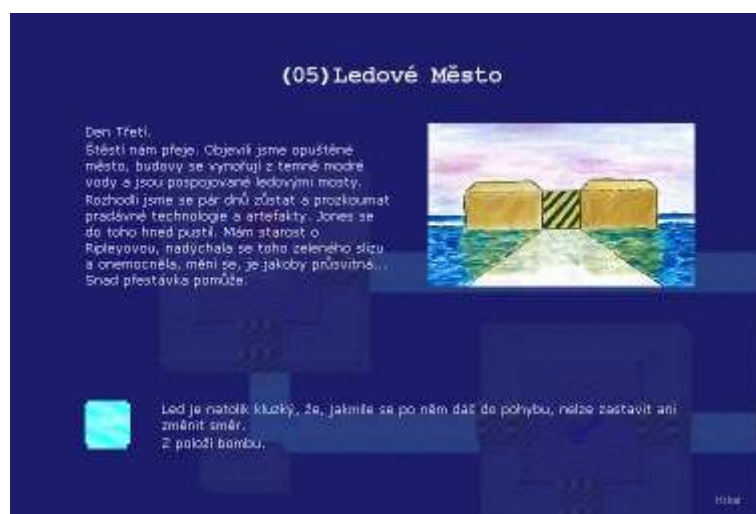 (05)Ledové Město
Den Třetí.
Štěstí nám přeje. Objevili jsme opuštěné
město, budovy se vynořují z temně modré
vody a jsou pospojované ledovými mosty.
Rozhodli jsme se pár dnů zůstat a prozkoumat
pradávné technologie a artefakty. Jones se
do toho hned pustil. Mám starost o
Ripleyovou, nadýchala se toho zeleného slizu
a onemocněla, mění se, je jakoby průsvitná...
Snad přestávka pomůže.
Led je natolik kluzký, že, jakmile se po něm dáš do pohybu, nelze zastavit ani
změnit směr.
Z položí bombu.